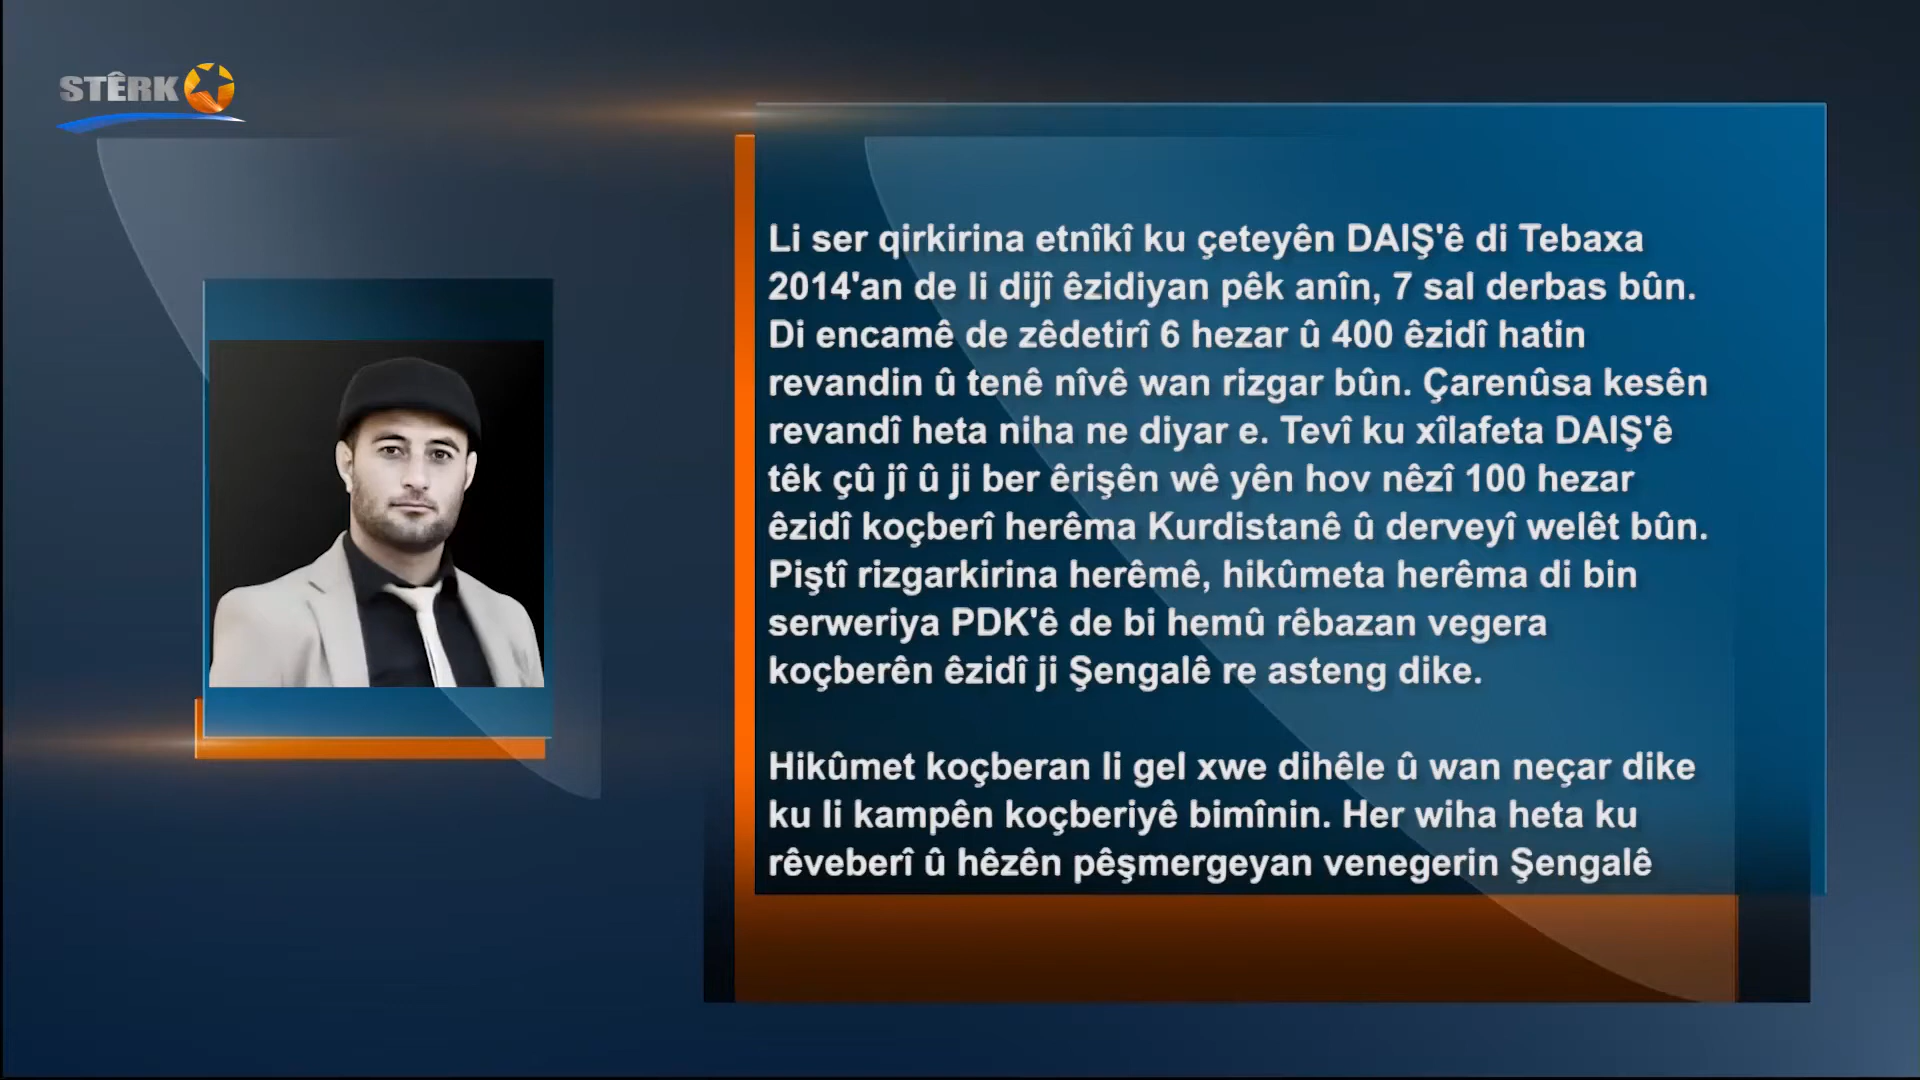 STÊRK
Li ser qirkirina etnîkî ku çeteyên DAIŞ'ê di Tebaxa
2014'an de li dijî êzidiyan pêk anîn, 7 sal derbas bûn.
Di encamê de zêdetirî 6 hezar û 400 êzidî hatin
revandin û tenê nîvê wan rizgar bûn. Çarenûsa kesên
revandî heta niha ne diyar e. Tevî ku xîlafeta DAIŞ'ê
têk çû jî û ji ber êrişên wê yên hov nêzî 100 hezar
êzidî koçberî herêma Kurdistanê û derveyî welêt bûn.
Piştî rizgarkirina herêmê, hikûmeta herêma di bin
serweriya PDK'ê de bi hemû rêbazan vegera
koçberên êzidî ji Şengalê re asteng dike.
Hikûmet koçberan li gel xwe dihêle û wan neçar dike
ku li kampên koçberiyê bimînin. Her wiha heta ku
rêveberî û hêzên pêşmergeyan venegerin Şengalê